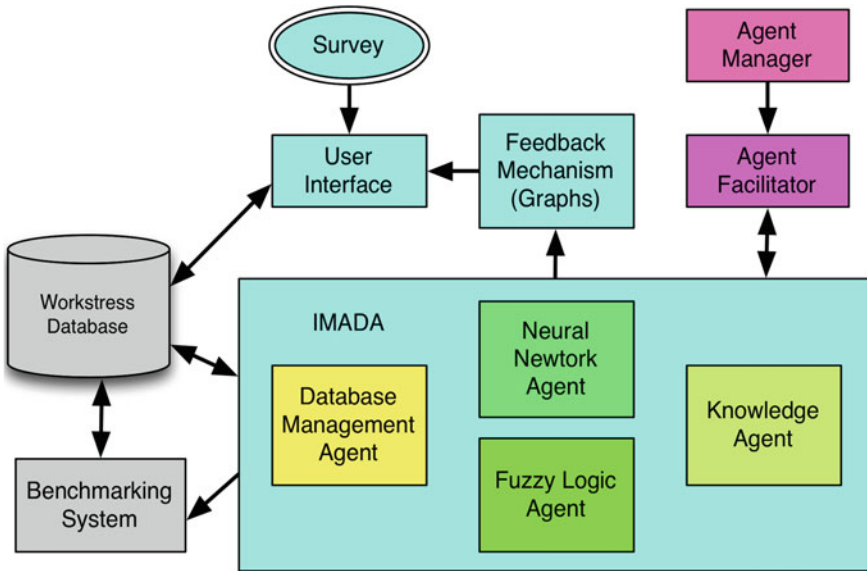 Survey
Agent
Manager
User
Interface
Feedback
Mechanism
(Graphs)
Agent
Facilitator
Workstress
Database
IMADA
Database
Management
Agent
Neural
Newtork
Agent
Fuzzy Logic
Agent
Knowledge
Agent
Benchmarking
System